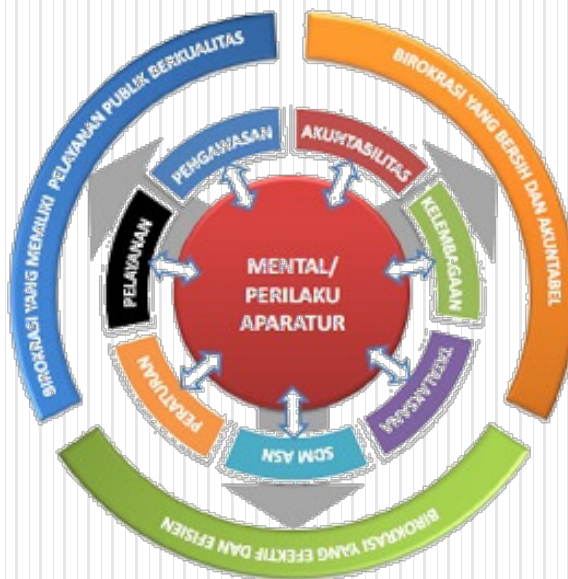 BIROKRASI YANG MEMILIKI PELAYANAN PUBLIK BERKUALITAS
BIROKRASI YANG BERSIH DAN AKUNTABEL
BIROKRASI YANG EFEKTIF DAN EFISIEN
PENGAWASAN
AKUNTABILITAS
KELEMBAGAAN
TATALAKSANA
SDM ASN
PERATURAN
PELAYANAN
MENTAL/
PERILAKU
APARATUR